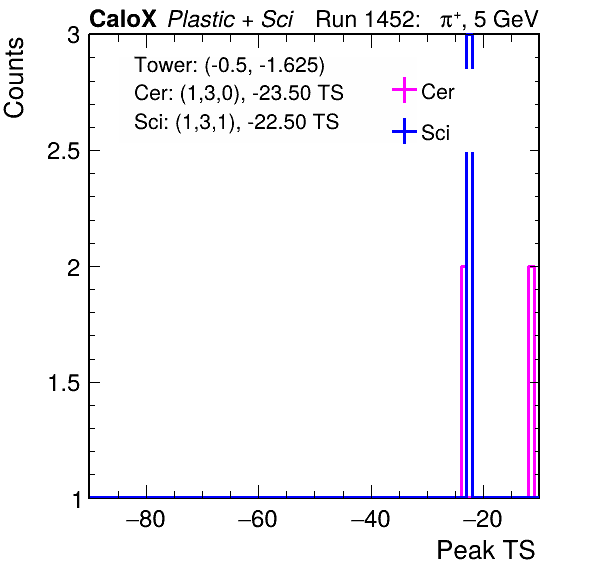 CaloX Plastic + Sci Run 1452: π⁺, 5 GeV
Counts
Tower: (-0.5, -1.625)
Cer: (1,3,0), -23.50 TS
Sci: (1,3,1), -22.50 TS
Cer
Sci
3
2.5
2
1.5
1
−80 −60 −40 −20
Peak TS